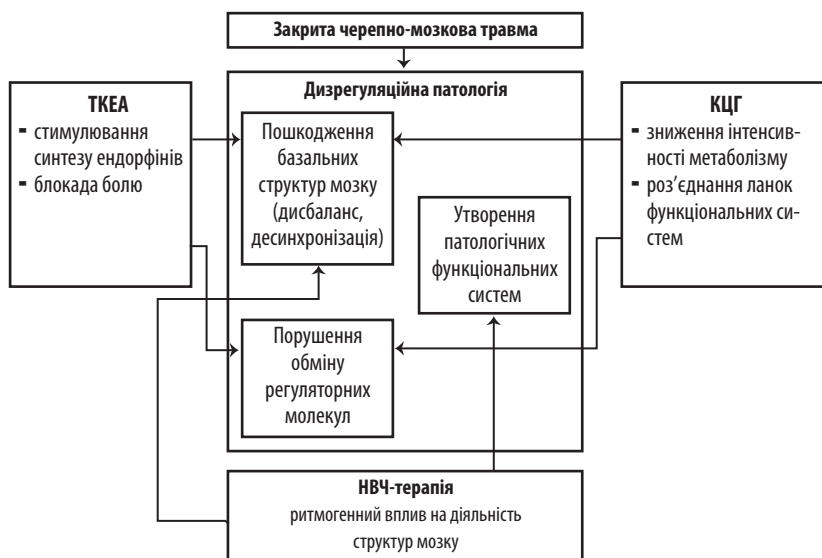 Закрита черепно-мозкова травма
Дизрегуляційна патологія
ТКЕА
- стимулювання
синтезу ендорфінів
- блокада болю
Пошкодження
базальних
структур мозку
(дисбаланс,
десинхронізація)
Утворення
патологічних
функціональних
систем
Порушення
обміну
регуляторних
молекул
КЦГ
- зниження інтенсив-
ності метаболізму
- роз’єднання ланок
функціональних си-
стем
НВЧ-терапія
ритмогенний вплив на діяльність
структур мозку